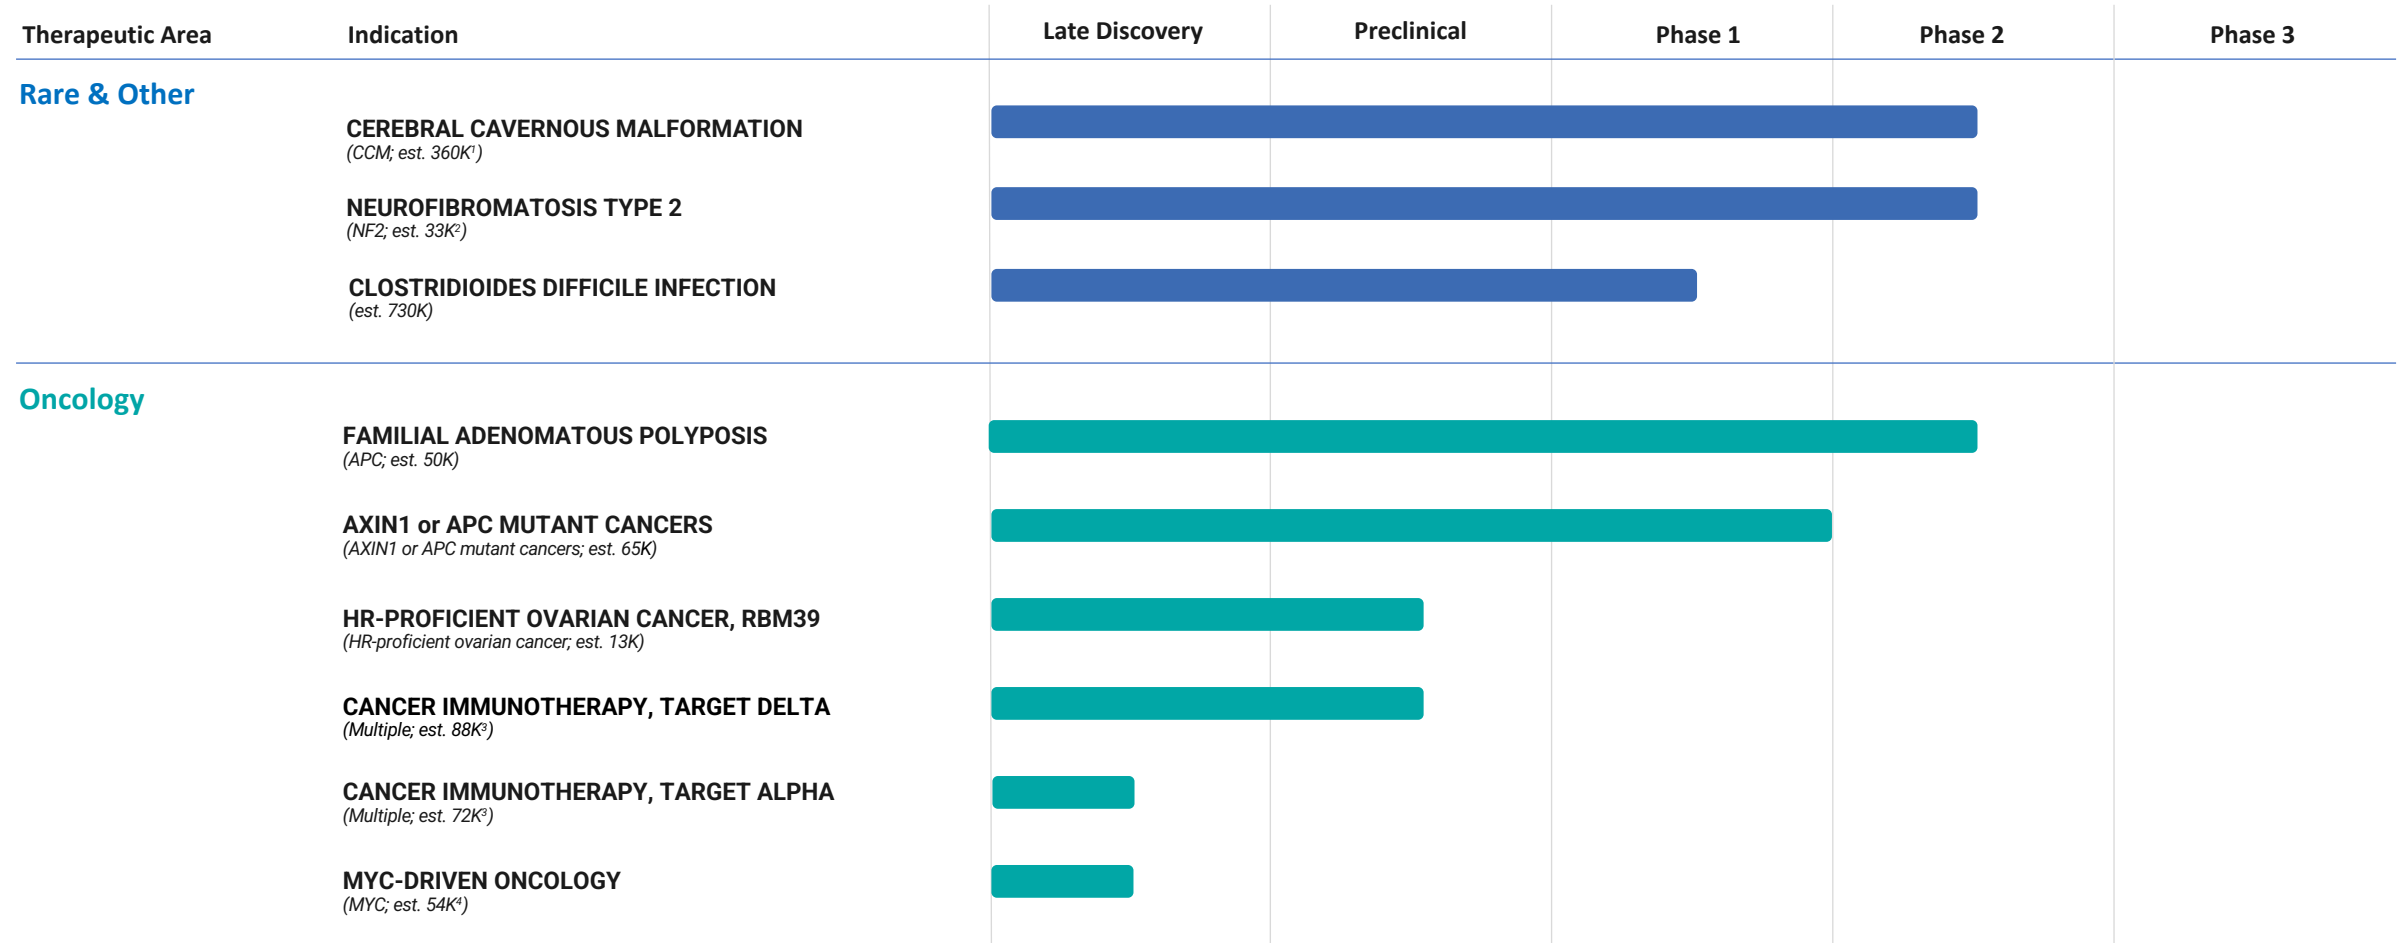 Therapeutic Area Indication Late Discovery Preclinical Phase 1 Phase 2 Phase 3
Rare & Other
CEREBRAL CAVERNOUS MALFORMATION
(CCM; est. 360K¹)
NEUROFIBROMATOSIS TYPE 2
(NF2; est. 33K²)
CLOSTRIDIOIDES DIFFICILE INFECTION
(est. 730K)
Oncology
FAMILIAL ADENOMATOUS POLYPOSIS
(APC; est. 50K)
AXIN1 or APC MUTANT CANCERS
(AXIN1 or APC mutant cancers; est. 65K)
HR-PROFICIENT OVARIAN CANCER, RBM39
(HR-proficient ovarian cancer; est. 13K)
CANCER IMMUNOTHERAPY, TARGET DELTA
(Multiple; est. 88K³)
CANCER IMMUNOTHERAPY, TARGET ALPHA
(Multiple; est. 72K³)
MYC-DRIVEN ONCOLOGY
(MYC; est. 54K⁴)